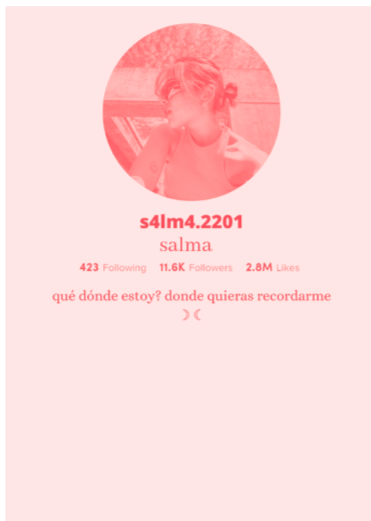 s4lm4.2201
salma
423 Following 11.6K Followers 2.8M Likes
qué dónde estoy? donde quieras recordarme
☽ ☾